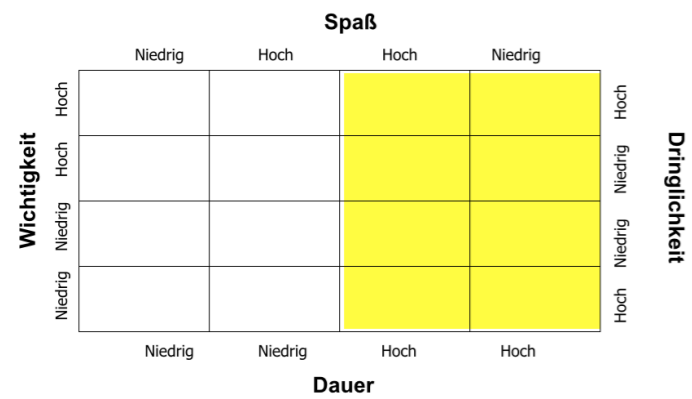 Spaß
Niedrig Hoch Hoch Niedrig
Wichtigkeit
Hoch
Hoch
Niedrig
Niedrig
Hoch
Niedrig
Niedrig
Hoch
Dringlichkeit
Niedrig Niedrig Hoch Hoch
Dauer